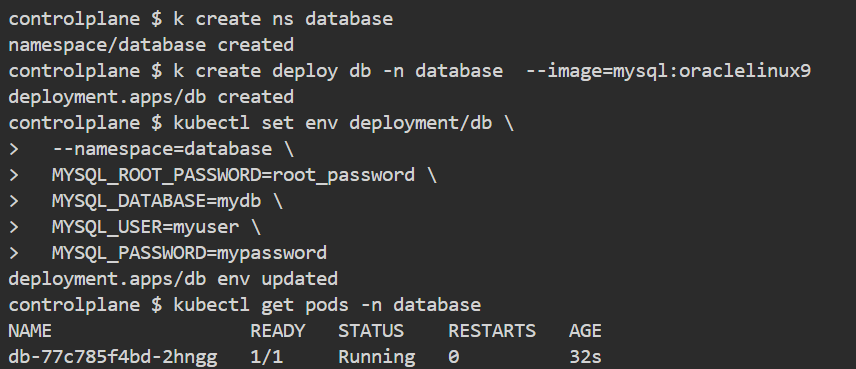 controlplane $ k create ns database
namespace/database created
controlplane $ k create deploy db -n database  --image=mysql:oraclelinux9
deployment.apps/db created
controlplane $ kubectl set env deployment/db \
>   --namespace=database \
>   MYSQL_ROOT_PASSWORD=root_password \
>   MYSQL_DATABASE=mydb \
>   MYSQL_USER=myuser \
>   MYSQL_PASSWORD=mypassword
deployment.apps/db env updated
controlplane $ kubectl get pods -n database
NAME                  READY   STATUS    RESTARTS   AGE
db-77c785f4bd-2hngg   1/1     Running   0          32s